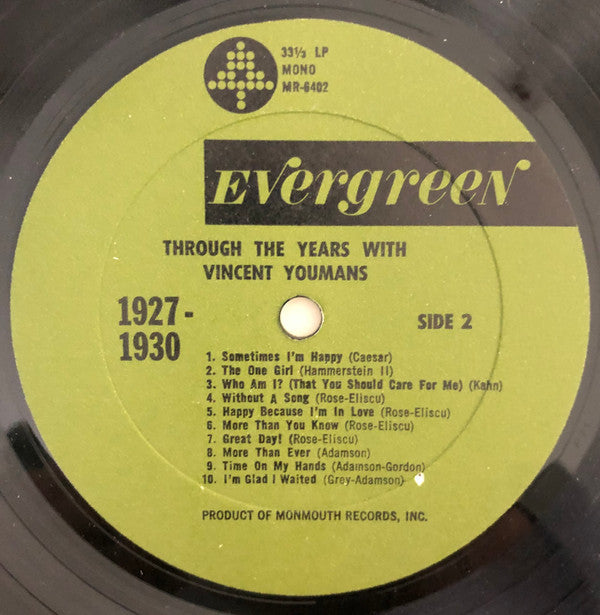 33⅓ LP
MONO
MR-6402
Evergreen
THROUGH THE YEARS WITH
VINCENT YOUMANS
1927-
1930
SIDE 2
1. Sometimes I'm Happy (Caesar)
2. The One Girl (Hammerstein II)
3. Who Am I? (That You Should Care For Me) (Kahn)
4. Without A Song (Rose-Eliscu)
5. Happy Because I'm In Love (Rose-Eliscu)
6. More Than You Know (Rose-Eliscu)
7. Great Day! (Rose-Eliscu)
8. More Than Ever (Adamson)
9. Time On My Hands (Adamson-Gordon)
10. I'm Glad I Waited (Grey-Adamson)
PRODUCT OF MONMOUTH RECORDS, INC.